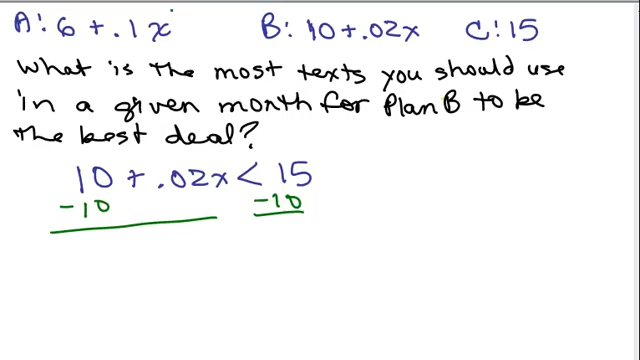 A: 6 + .1x B: 10 + .02x C: 15
What is the most texts you should use
in a given month for Plan B to be
the best deal?
10 + .02x < 15
-10 -10